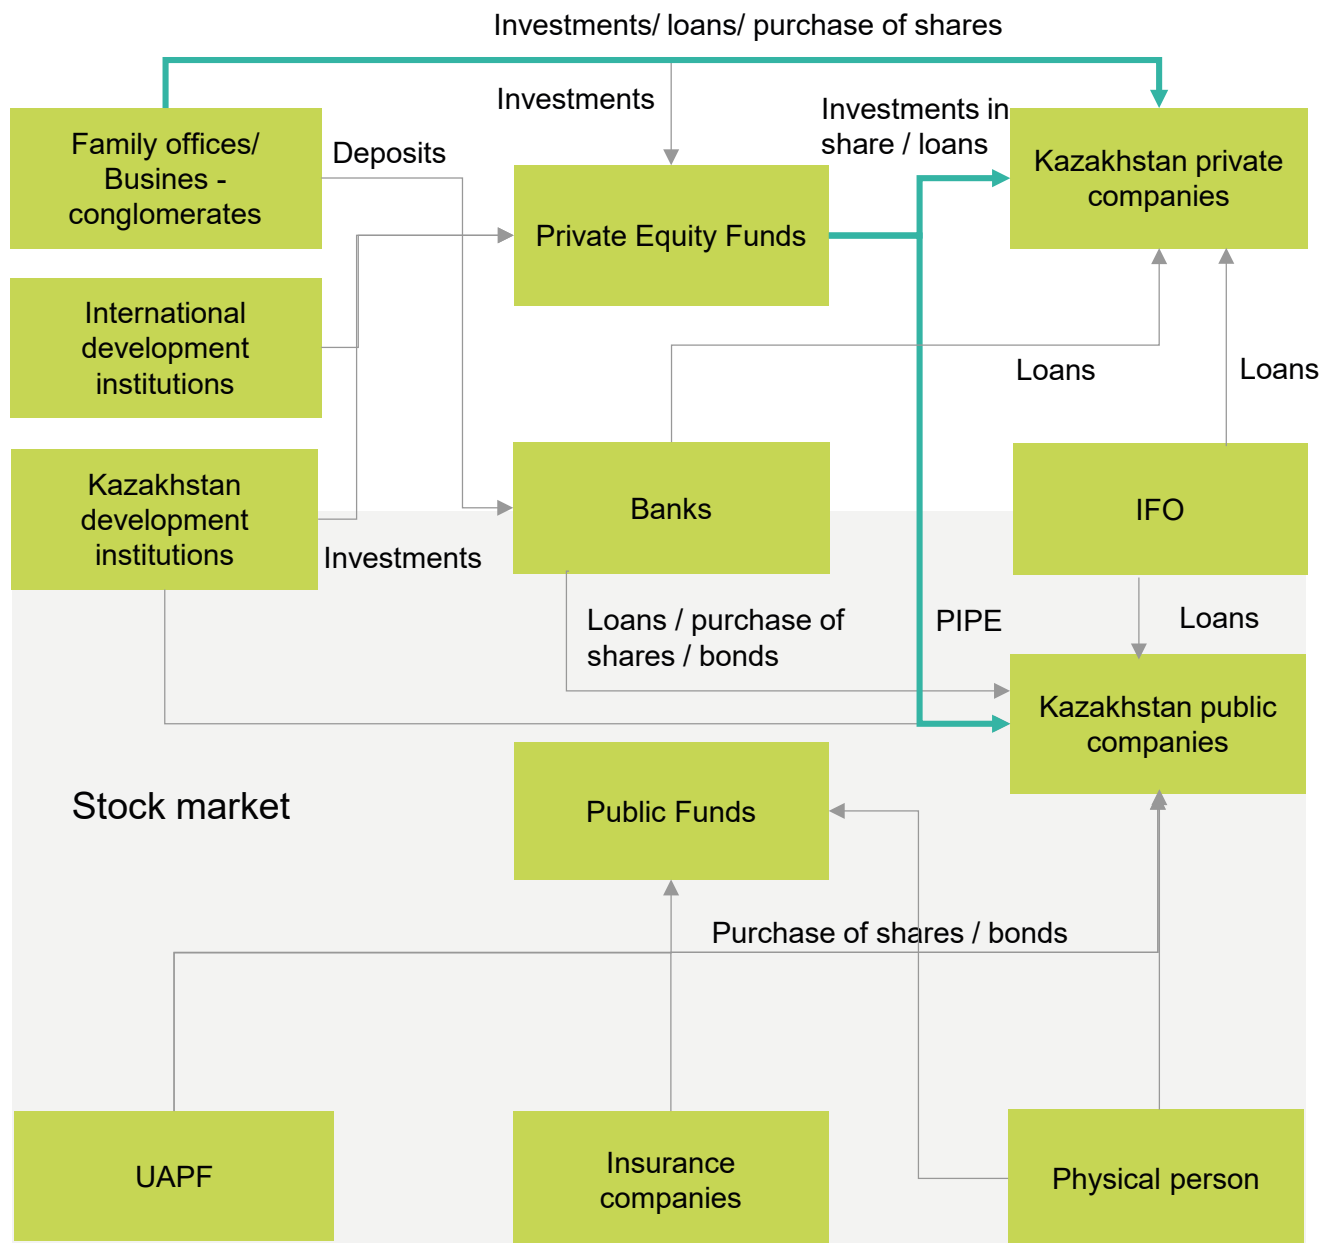 Investments/ loans/ purchase of shares
Investments
Investments in
share / loans
Family offices/
Busines -
conglomerates
Deposits
Kazakhstan private
companies
Private Equity Funds
International
development
institutions
Loans
Loans
Kazakhstan
development
institutions
Banks
IFO
Investments
Loans / purchase of
shares / bonds
PIPE
Loans
Kazakhstan public
companies
Stock market
Public Funds
Purchase of shares / bonds
UAPF
Insurance
companies
Physical person